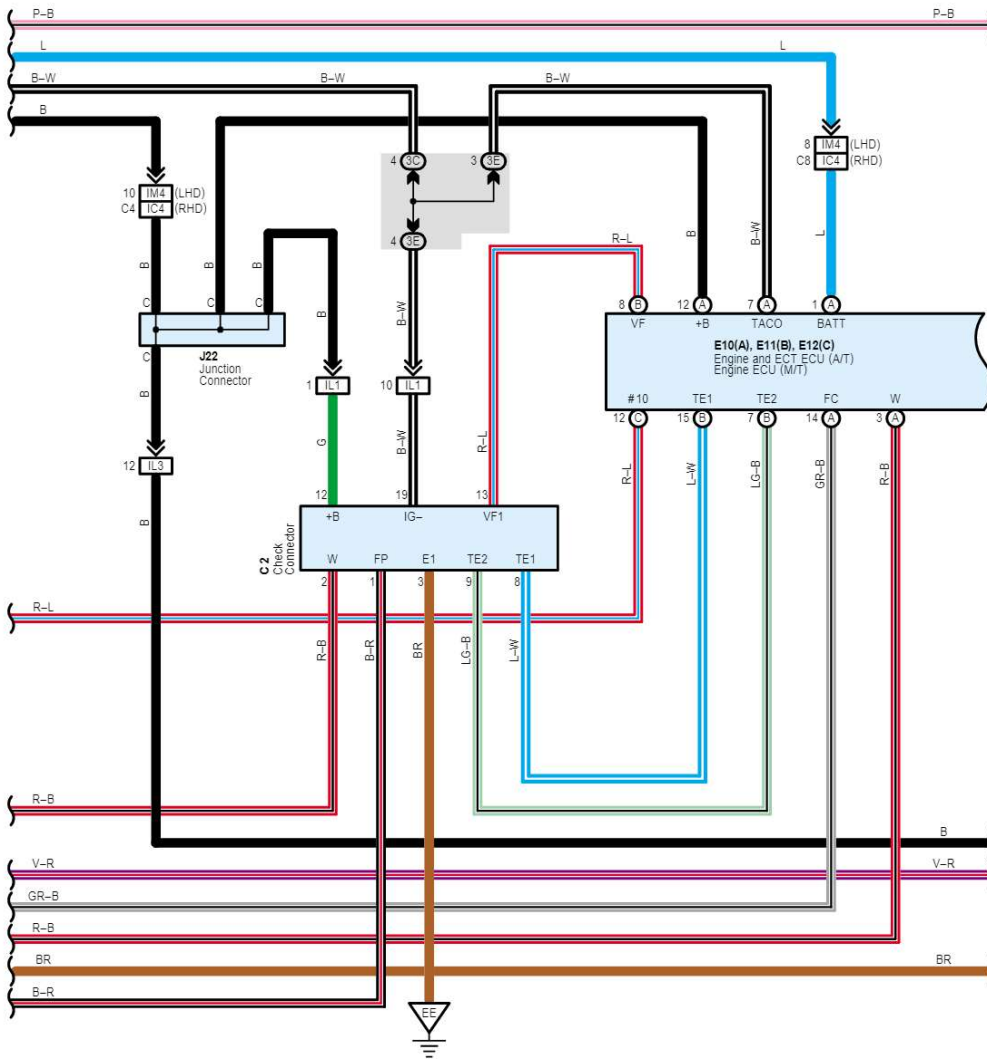 P–B
P–B
L
L
B–W
B–W
B–W
B
4 3C
3 3E
8 IM4 (LHD)
C8 IC4 (RHD)
10 IM4 (LHD)
C4 IC4 (RHD)
4 3E
R–L
B
B–W
L
B
B
B
C
C
C
B
B–W
8 B
12 A
7 A
1 A
VF
+B
TACO
BATT
E10(A), E11(B), E12(C)
Engine and ECT ECU (A/T)
Engine ECU (M/T)
C
J22
Junction
Connector
1 IL1
10 IL1
B
#10
TE1
TE2
FC
W
12 C
15 B
7 B
14 A
3 A
G
B–W
R–L
R–L
L–W
LG–B
GR–B
R–B
12 IL3
12
19
13
+B
IG–
VF1
B
C 2
Check
Connector
W
FP
E1
TE2
TE1
2
1
3
9
8
R–L
R–B
B–R
BR
LG–B
L–W
R–B
B
V–R
V–R
GR–B
R–B
BR
BR
B–R
EE